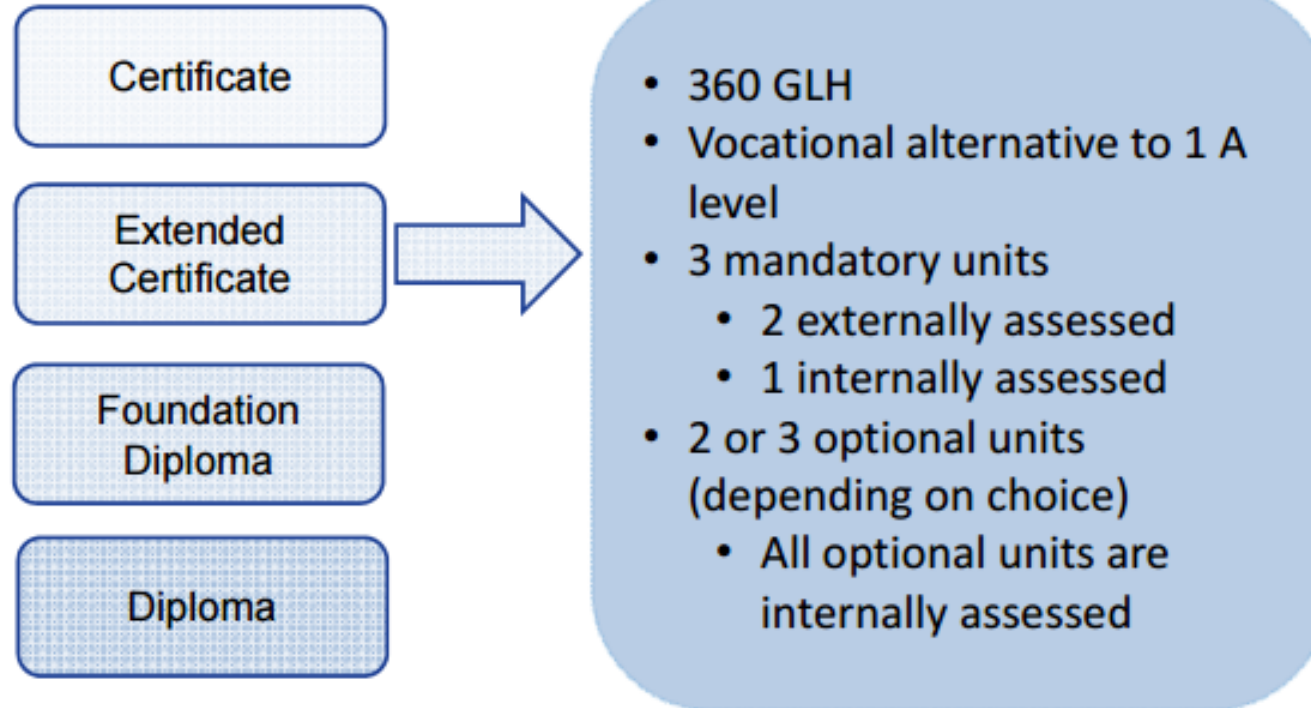 Certificate
Extended
Certificate
Foundation
Diploma
Diploma
• 360 GLH
• Vocational alternative to 1 A
level
• 3 mandatory units
• 2 externally assessed
• 1 internally assessed
• 2 or 3 optional units
(depending on choice)
• All optional units are
internally assessed